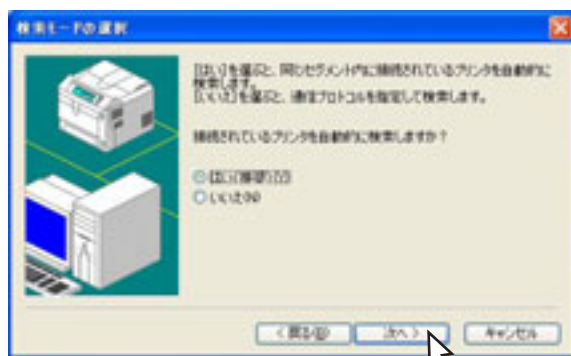 検索モードの選択
[はい]を選ぶと、同じセグメント内に接続されているプリンタを自動的に
検索します。
[いいえ]を選ぶと、通信プロトコルを指定して検索します。
接続されているプリンタを自動的に検索しますか？
はい(推奨)(Y)
いいえ(N)
< 戻る(B)
次へ >
キャンセル